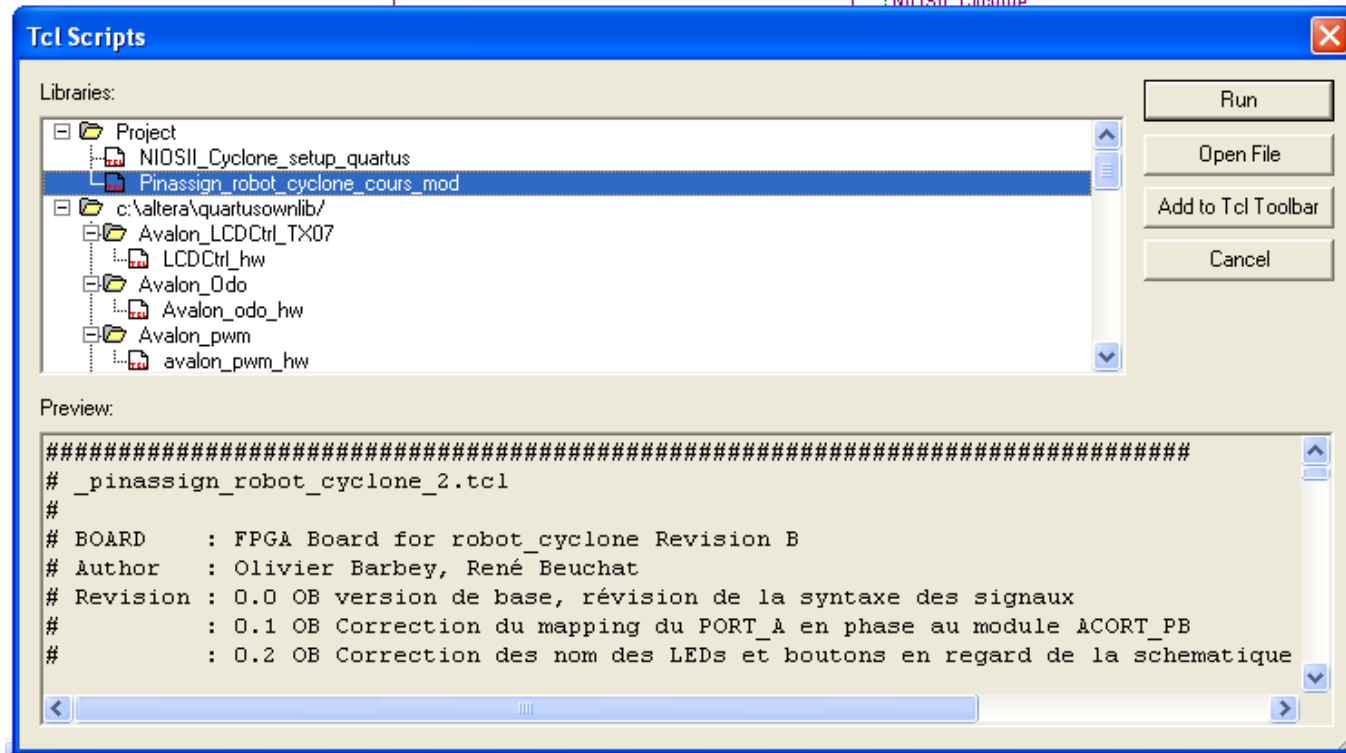 Tcl Scripts
Libraries:
Project
NIOSII_Cyclone_setup_quartus
Pinassign_robot_cyclone_cours_mod
c:\altera\quartusownlib/
Avalon_LCDCtrl_TX07
LCDCtrl_hw
Avalon_Odo
Avalon_odo_hw
Avalon_pwm
avalon_pwm_hw
Run
Open File
Add to Tcl Toolbar
Cancel
Preview:
###############################################################################
# _pinassign_robot_cyclone_2.tcl
#
# BOARD : FPGA Board for robot_cyclone Revision B
# Author : Olivier Barbey, René Beuchat
# Revision : 0.0 OB version de base, révision de la syntaxe des signaux
# : 0.1 OB Correction du mapping du PORT_A en phase au module ACORT_PB
# : 0.2 OB Correction des nom des LEDs et boutons en regard de la schematique